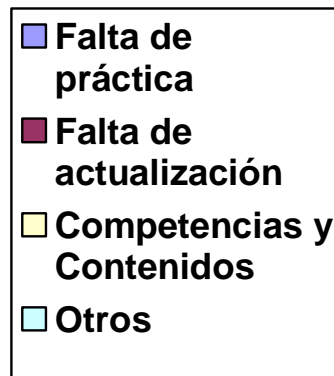 Falta de
práctica
Falta de
actualización
Competencias y
Contenidos
Otros